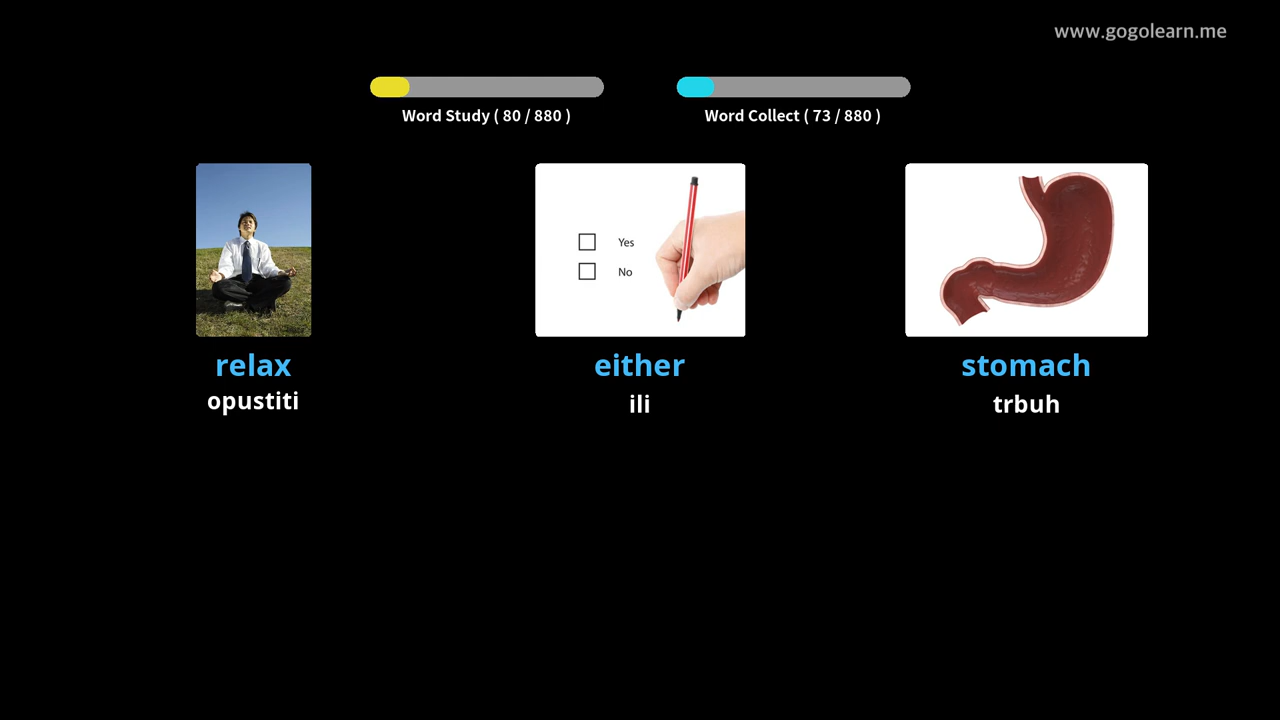 www.gogolearn.me
Word Study ( 80 / 880 )
Word Collect ( 73 / 880 )
Yes
No
relax
either
stomach
opustiti
ili
trbuh